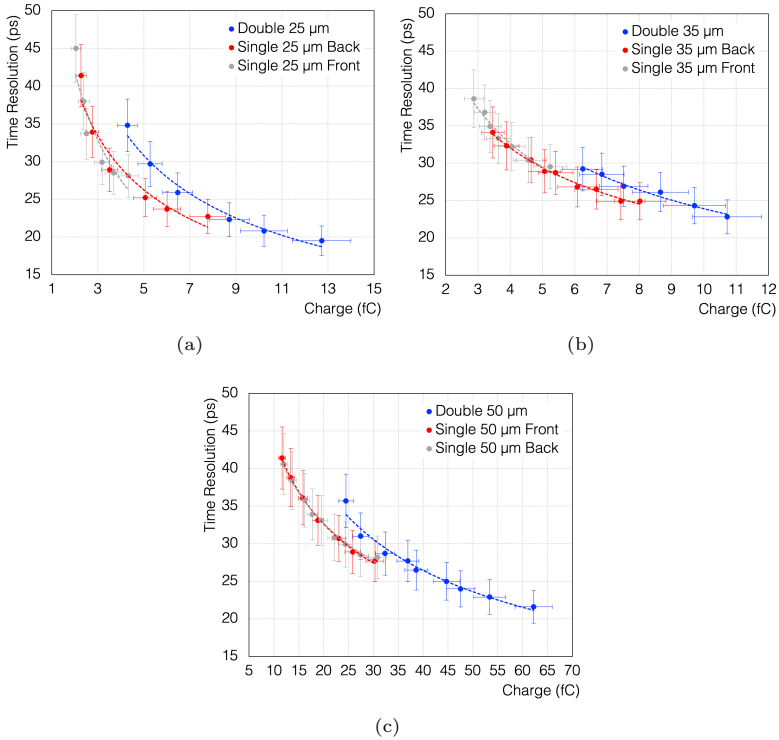 50
45
40
35
30
25
20
15
Time Resolution (ps)
Double 25 µm
Single 25 µm Back
Single 25 µm Front
1 3 5 7 9 11 13 15
Charge (fC)
(a)
50
45
40
35
30
25
20
15
Time Resolution (ps)
Double 35 µm
Single 35 µm Back
Single 35 µm Front
2 3 4 5 6 7 8 9 10 11 12
Charge (fC)
(b)
50
45
40
35
30
25
20
15
Time Resolution (ps)
Double 50 µm
Single 50 µm Front
Single 50 µm Back
5 10 15 20 25 30 35 40 45 50 55 60 65 70
Charge (fC)
(c)